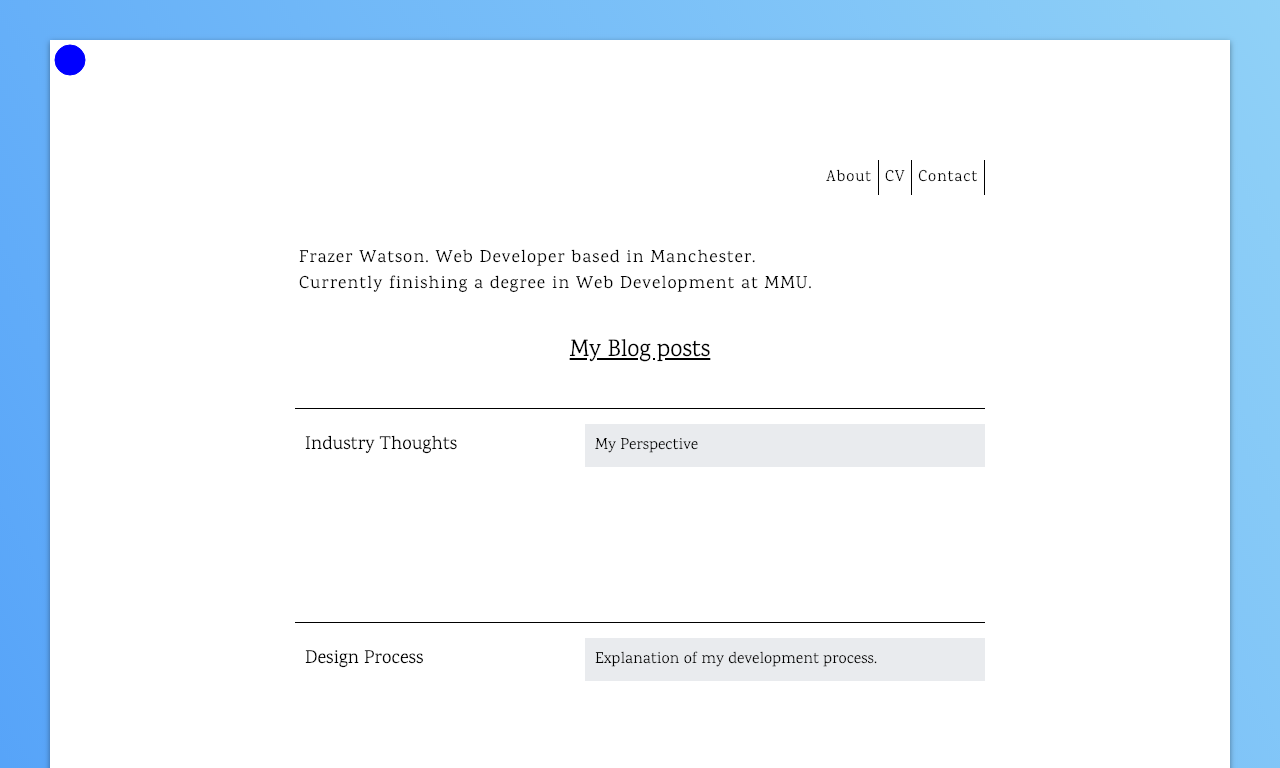 About
CV
Contact
Frazer Watson. Web Developer based in Manchester.
Currently finishing a degree in Web Development at MMU.
My Blog posts
Industry Thoughts
My Perspective
Design Process
Explanation of my development process.